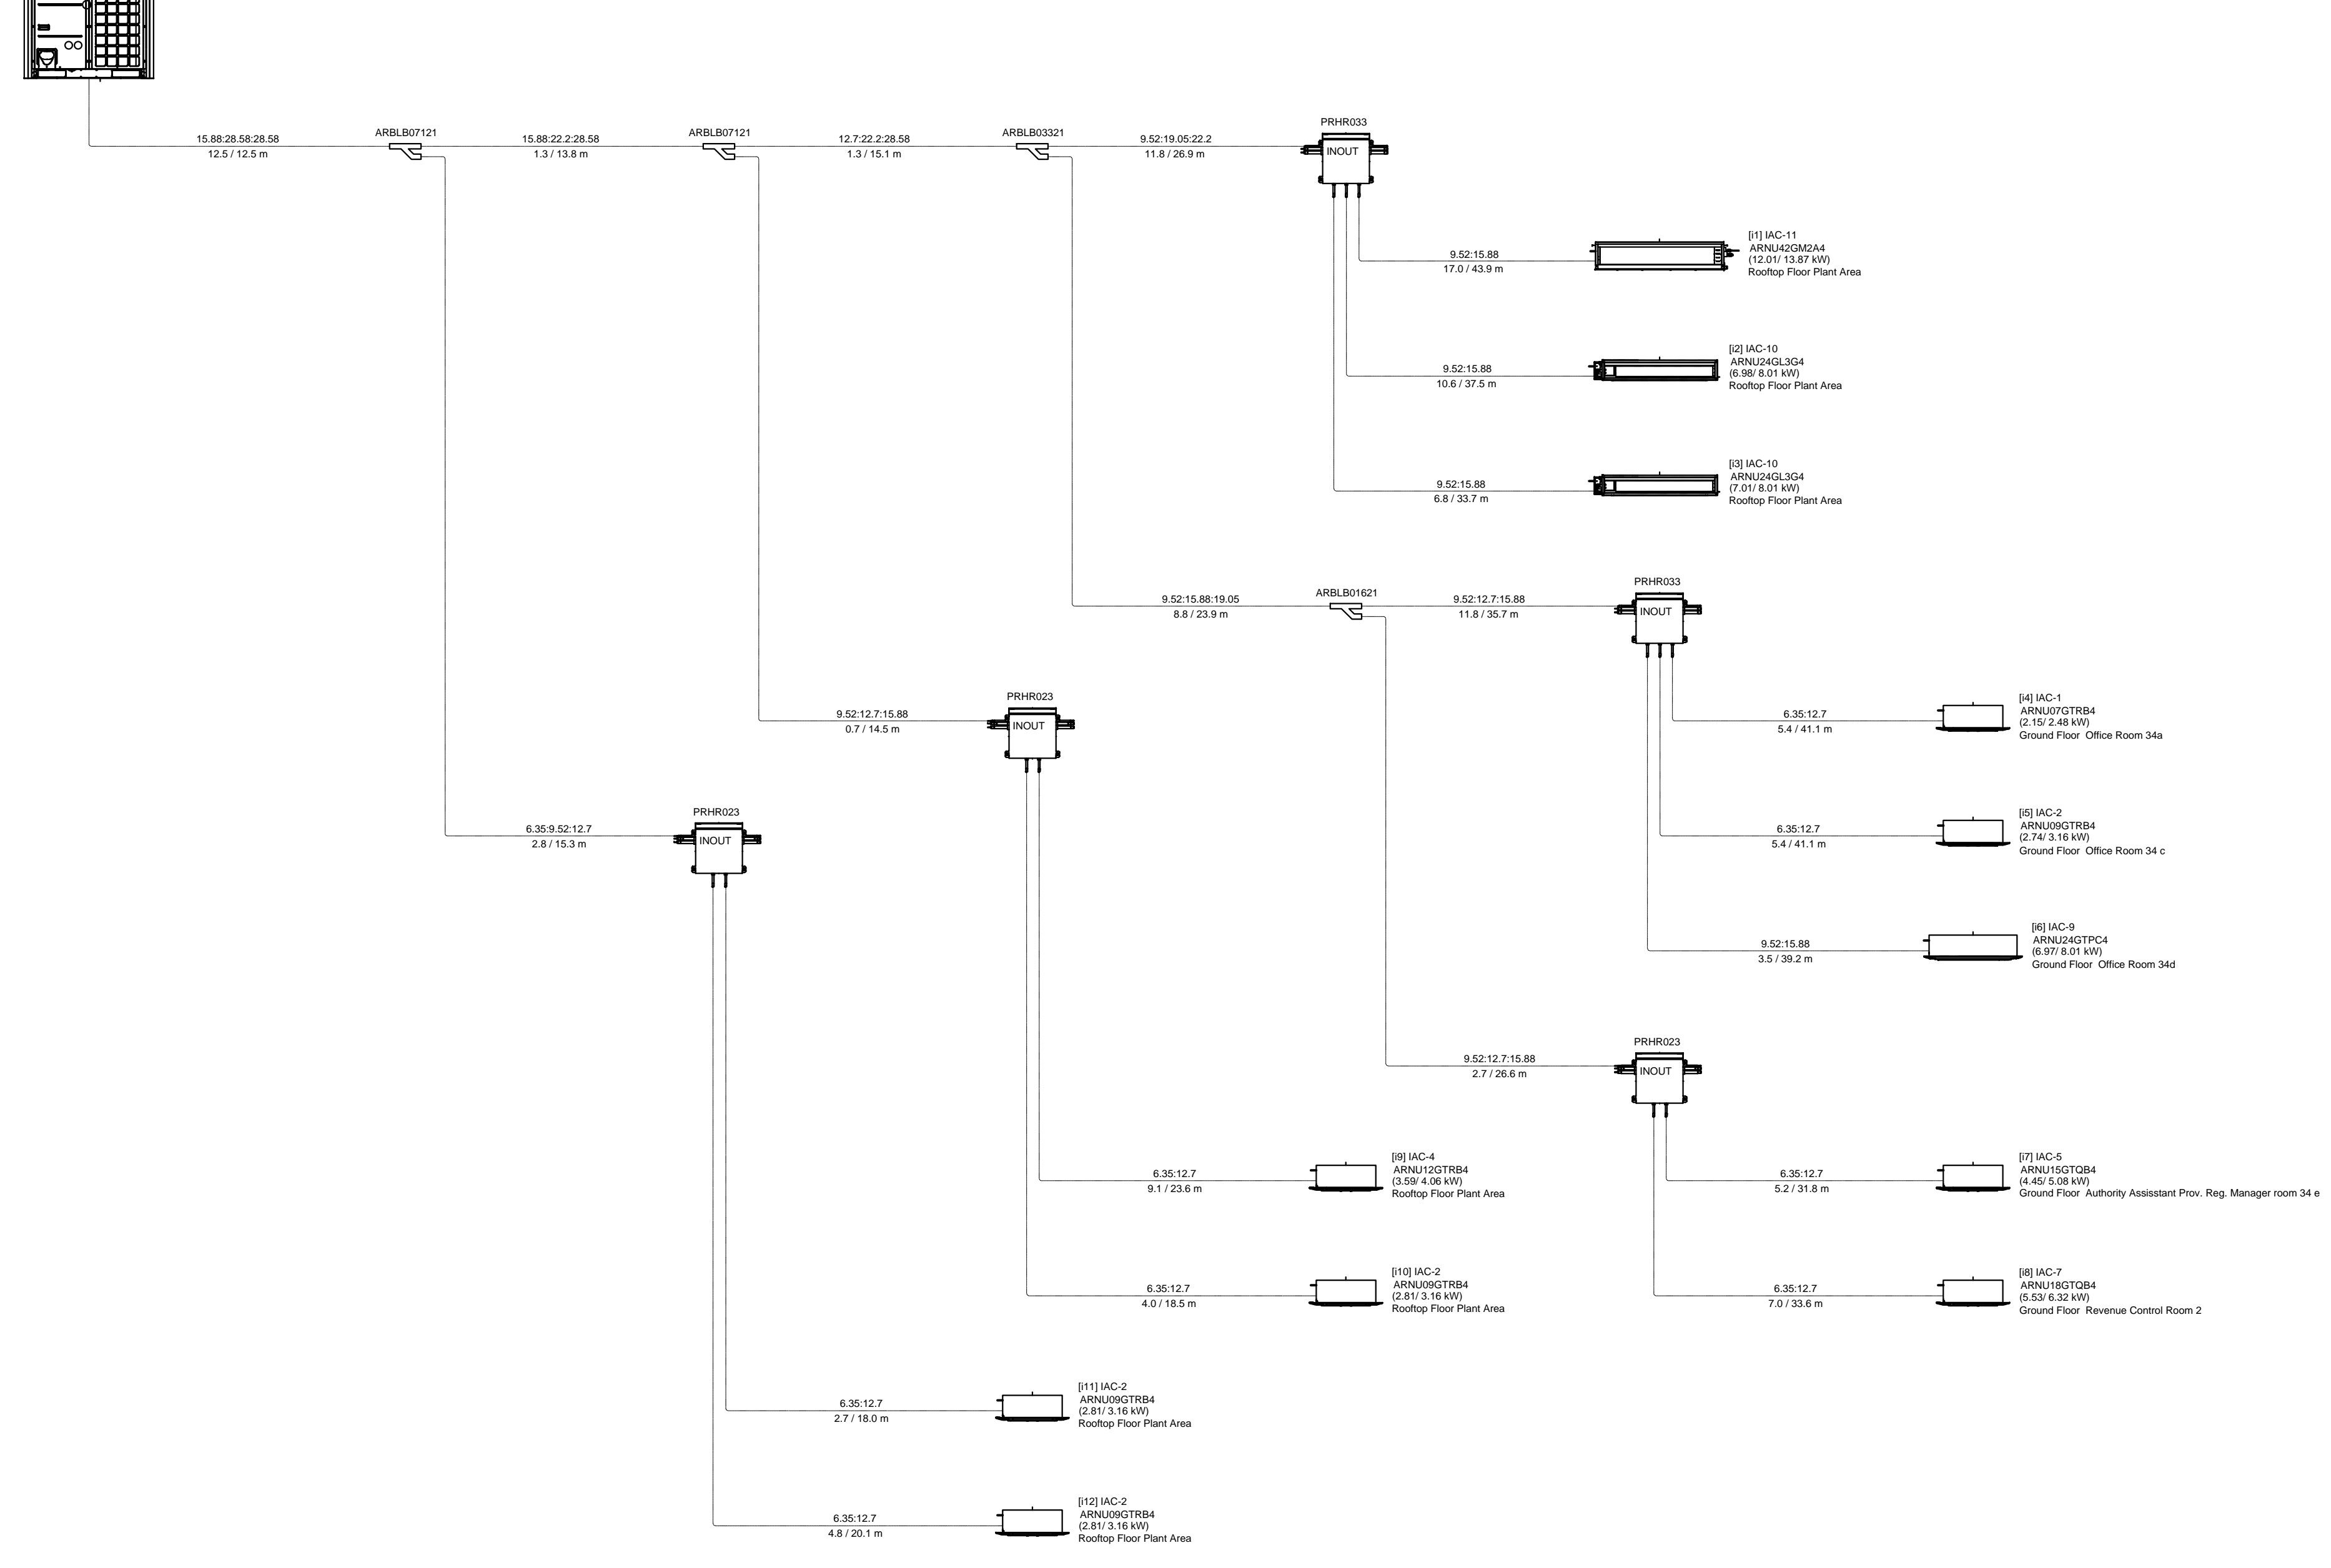 PRHR033
15.88:28.58:28.58
ARBLB07121
15.88:22.2:28.58
ARBLB07121
12.7:22.2:28.58
ARBLB03321
9.52:19.05:22.2
INOUT
12.5 / 12.5 m
1.3 / 13.8 m
1.3 / 15.1 m
11.8 / 26.9 m
[i1] IAC-11
ARNU42GM2A4
9.52:15.88
(12.01/ 13.87 kW)
17.0 / 43.9 m
Rooftop Floor Plant Area
[i2] IAC-10
ARNU24GL3G4
9.52:15.88
(6.98/ 8.01 kW)
10.6 / 37.5 m
Rooftop Floor Plant Area
[i3] IAC-10
ARNU24GL3G4
9.52:15.88
(7.01/ 8.01 kW)
6.8 / 33.7 m
Rooftop Floor Plant Area
PRHR033
9.52:15.88:19.05
ARBLB01621
9.52:12.7:15.88
INOUT
8.8 / 23.9 m
11.8 / 35.7 m
PRHR023
9.52:12.7:15.88
INOUT
0.7 / 14.5 m
[i4] IAC-1
ARNU07GTRB4
6.35:12.7
(2.15/ 2.48 kW)
5.4 / 41.1 m
Ground Floor  Office Room 34a
PRHR023
6.35:9.52:12.7
INOUT
2.8 / 15.3 m
[i5] IAC-2
ARNU09GTRB4
6.35:12.7
(2.74/ 3.16 kW)
5.4 / 41.1 m
Ground Floor  Office Room 34 c
[i6] IAC-9
ARNU24GTPC4
9.52:15.88
(6.97/ 8.01 kW)
3.5 / 39.2 m
Ground Floor  Office Room 34d
PRHR023
9.52:12.7:15.88
INOUT
2.7 / 26.6 m
[i9] IAC-4
ARNU12GTRB4
6.35:12.7
(3.59/ 4.06 kW)
9.1 / 23.6 m
Rooftop Floor Plant Area
[i7] IAC-5
ARNU15GTQB4
6.35:12.7
(4.45/ 5.08 kW)
5.2 / 31.8 m
Ground Floor  Authority Assisstant Prov. Reg. Manager room 34 e
[i10] IAC-2
ARNU09GTRB4
6.35:12.7
(2.81/ 3.16 kW)
4.0 / 18.5 m
Rooftop Floor Plant Area
[i8] IAC-7
ARNU18GTQB4
6.35:12.7
(5.53/ 6.32 kW)
7.0 / 33.6 m
Ground Floor  Revenue Control Room 2
[i11] IAC-2
ARNU09GTRB4
6.35:12.7
(2.81/ 3.16 kW)
2.7 / 18.0 m
Rooftop Floor Plant Area
[i12] IAC-2
ARNU09GTRB4
6.35:12.7
(2.81/ 3.16 kW)
4.8 / 20.1 m
Rooftop Floor Plant Area